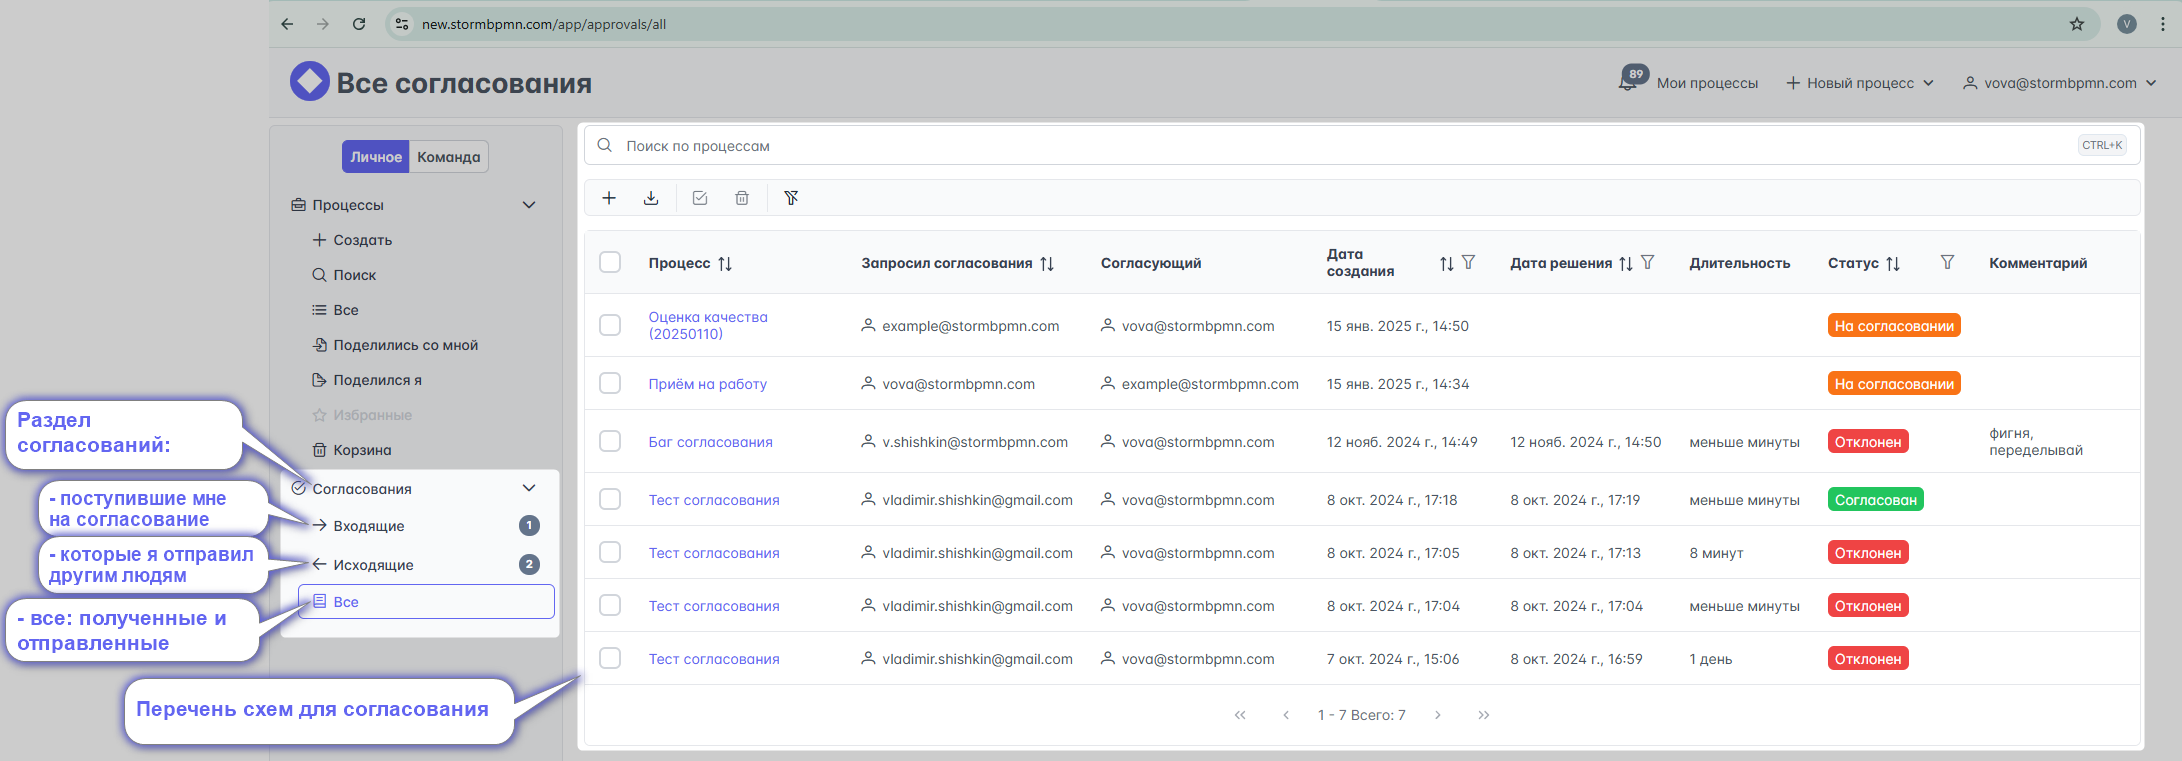 new.stormbpmn.com/app/approvals/all
V
Все согласования
89
Мои процессы
Новый процесс
vova@stormbpmn.com
Личное Команда
Процессы
Создать
Поиск
Все
Поделились со мной
Поделился я
Избранные
Корзина
Согласования
Входящие 1
Исходящие 2
Все
Раздел
согласований:
- поступившие мне
на согласование
- которые я отправил
другим людям
- все: полученные и
отправленные
Перечень схем для согласования
Поиск по процессам CTRL+K
Процесс Запросил согласования Согласующий Дата создания Дата решения Длительность Статус Комментарий
Оценка качества
(20250110) example@stormbpmn.com vova@stormbpmn.com 15 янв. 2025 г., 14:50 На согласовании
Приём на работу vova@stormbpmn.com example@stormbpmn.com 15 янв. 2025 г., 14:34 На согласовании
Баг согласования v.shishkin@stormbpmn.com vova@stormbpmn.com 12 нояб. 2024 г., 14:49 12 нояб. 2024 г., 14:50 меньше минуты Отклонен фигня,
переделывай
Тест согласования vladimir.shishkin@gmail.com vova@stormbpmn.com 8 окт. 2024 г., 17:18 8 окт. 2024 г., 17:19 меньше минуты Согласован
Тест согласования vladimir.shishkin@gmail.com vova@stormbpmn.com 8 окт. 2024 г., 17:05 8 окт. 2024 г., 17:13 8 минут Отклонен
Тест согласования vladimir.shishkin@gmail.com vova@stormbpmn.com 8 окт. 2024 г., 17:04 8 окт. 2024 г., 17:04 меньше минуты Отклонен
Тест согласования vladimir.shishkin@gmail.com vova@stormbpmn.com 7 окт. 2024 г., 15:06 8 окт. 2024 г., 16:59 1 день Отклонен
1 - 7 Всего: 7